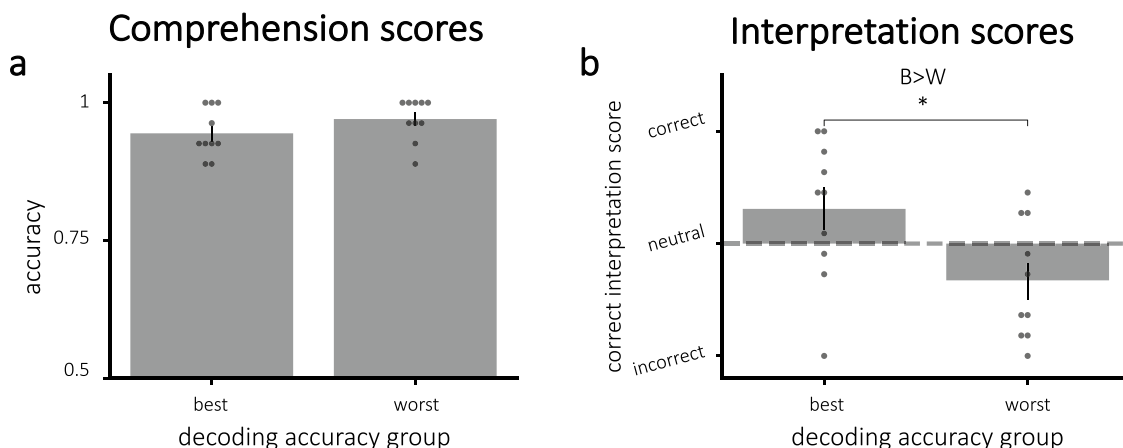 Comprehension scores
a
accuracy
1
0.75
0.5
best worst
decoding accuracy group
Interpretation scores
b
B>W
*
correct interpretation score
correct
neutral
incorrect
best worst
decoding accuracy group